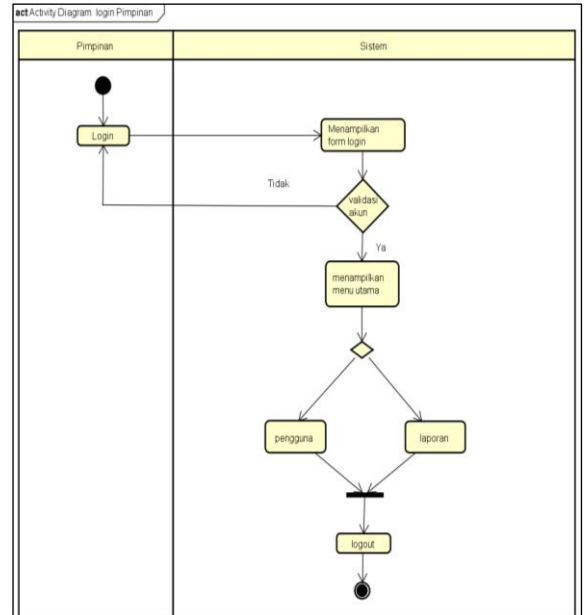 act Activity Diagram login Pimpinan
Pimpinan
Sistem
Login
Menampilkan
form login
Tidak
validasi
akun
Ya
menampilkan
menu utama
pengguna
laporan
logout